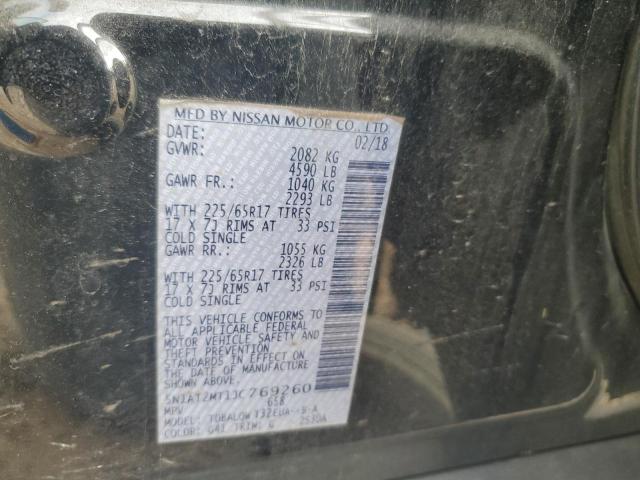 MFD BY NISSAN MOTOR CO., LTD.
DATE: 02/18
GVWR: 2082 KG
4590 LB
GAWR FR.: 1040 KG
2293 LB
WITH 225/65R17 TIRES
17 X 7J RIMS AT 33 PSI
COLD SINGLE
GAWR RR.: 1055 KG
2326 LB
WITH 225/65R17 TIRES
17 X 7J RIMS AT 33 PSI
COLD SINGLE
THIS VEHICLE CONFORMS TO
ALL APPLICABLE FEDERAL
MOTOR VEHICLE SAFETY AND
THEFT PREVENTION
STANDARDS IN EFFECT ON
THE DATE OF MANUFACTURE
SHOWN ABOVE.
5N1AT2MT1JC769260
MPV 658
MODEL:
COLOR: G41 TRIM: G